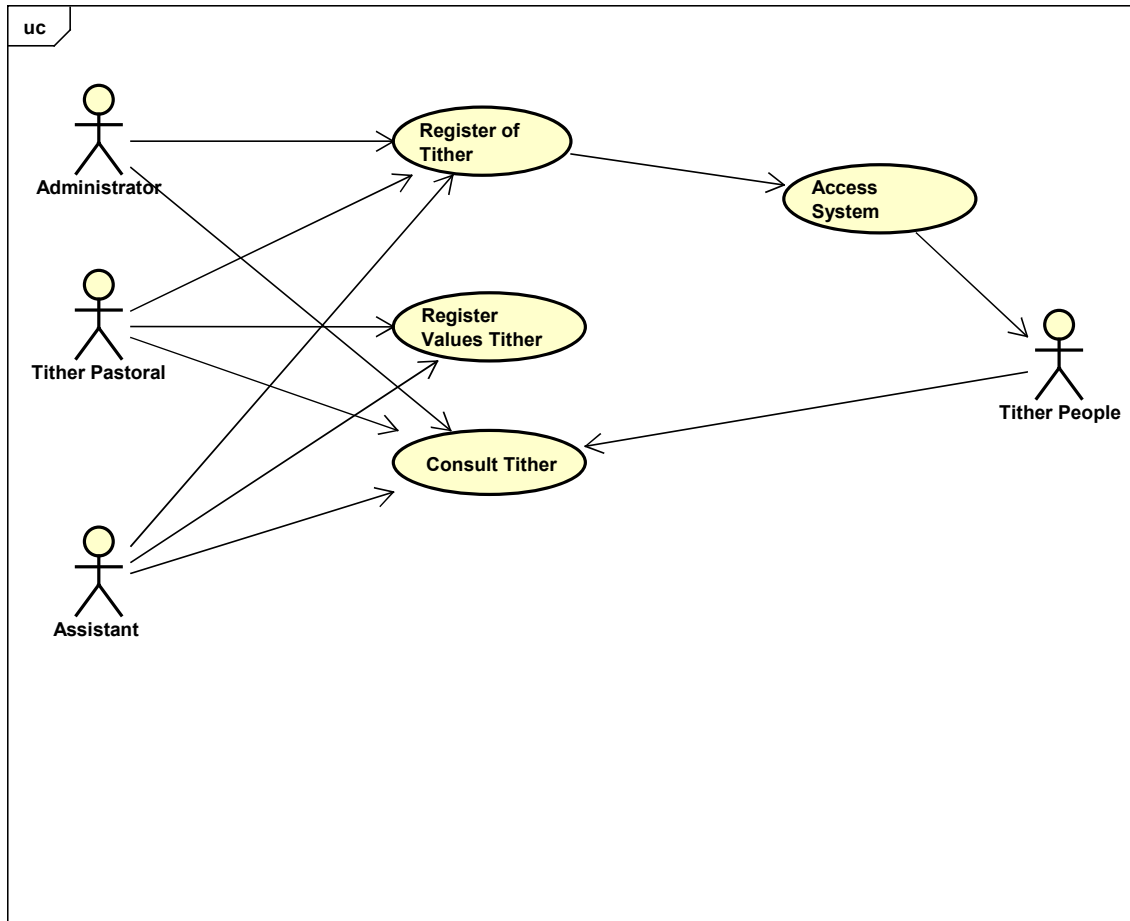 uc
Administrator
Register of
Tither
Access
System
Tither Pastoral
Register
Values Tither
Tither People
Consult Tither
Assistant